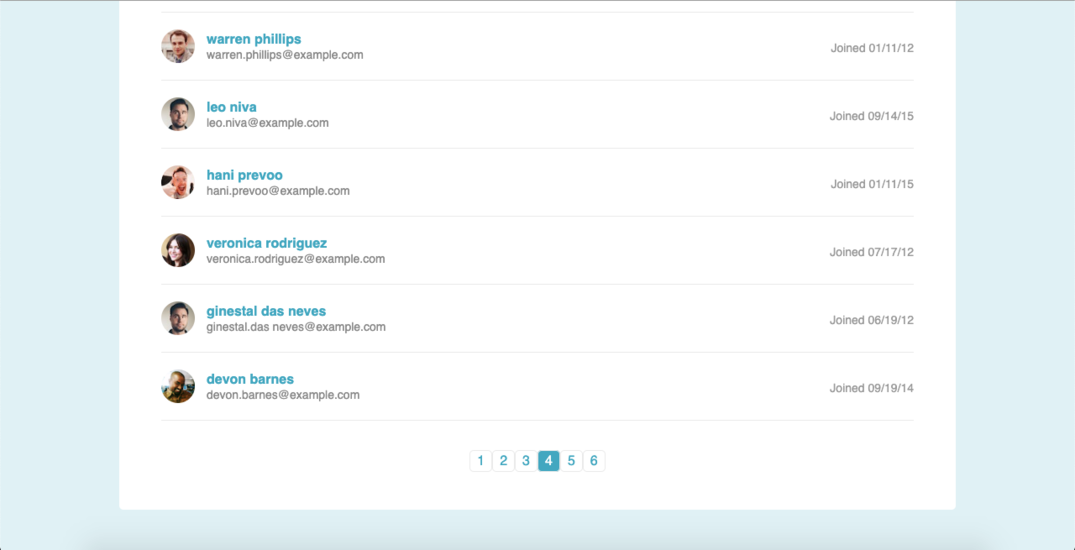 warren phillips
warren.phillips@example.com
Joined 01/11/12
leo niva
leo.niva@example.com
Joined 09/14/15
hani prevoo
hani.prevoo@example.com
Joined 01/11/15
veronica rodriguez
veronica.rodriguez@example.com
Joined 07/17/12
ginestal das neves
ginestal.das neves@example.com
Joined 06/19/12
devon barnes
devon.barnes@example.com
Joined 09/19/14
1 2 3 4 5 6